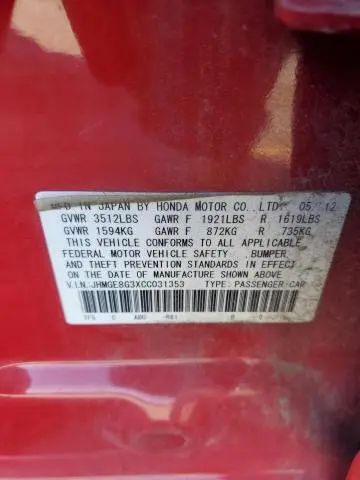 MFD. IN JAPAN BY HONDA MOTOR CO., LTD. 05/12
GVWR 3512LBS GAWR F 1921LBS R 1619LBS
GVWR 1594KG GAWR F 872KG R 735KG
THIS VEHICLE CONFORMS TO ALL APPLICABLE
FEDERAL MOTOR VEHICLE SAFETY ,BUMPER,
AND THEFT PREVENTION STANDARDS IN EFFECT
ON THE DATE OF MANUFACTURE SHOWN ABOVE
V.I.N. JHMGE8G3XCC031353 TYPE: PASSENGER CAR